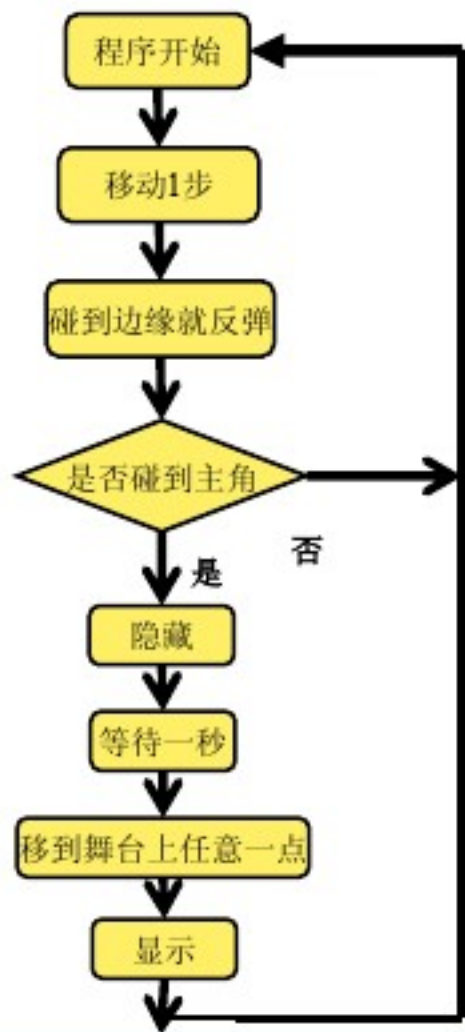 程序开始
移动1步
碰到边缘就反弹
是否碰到主角
否
是
隐藏
等待一秒
移到舞台上任意一点
显示